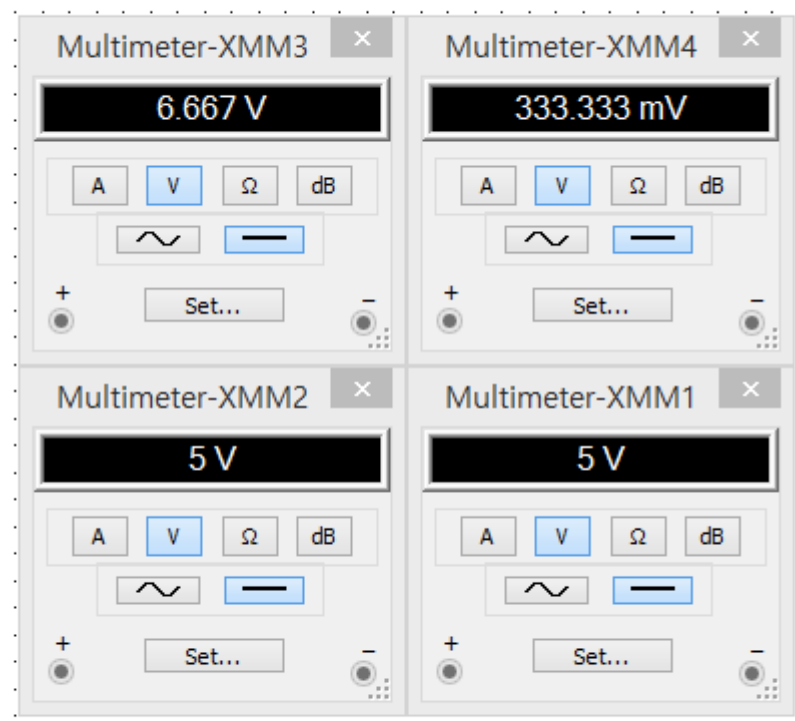 Multimeter-XMM3 ×
6.667 V
A V Ω dB
+ Set... −
Multimeter-XMM4 ×
333.333 mV
A V Ω dB
+ Set... −
Multimeter-XMM2 ×
5 V
A V Ω dB
+ Set... −
Multimeter-XMM1 ×
5 V
A V Ω dB
+ Set... −